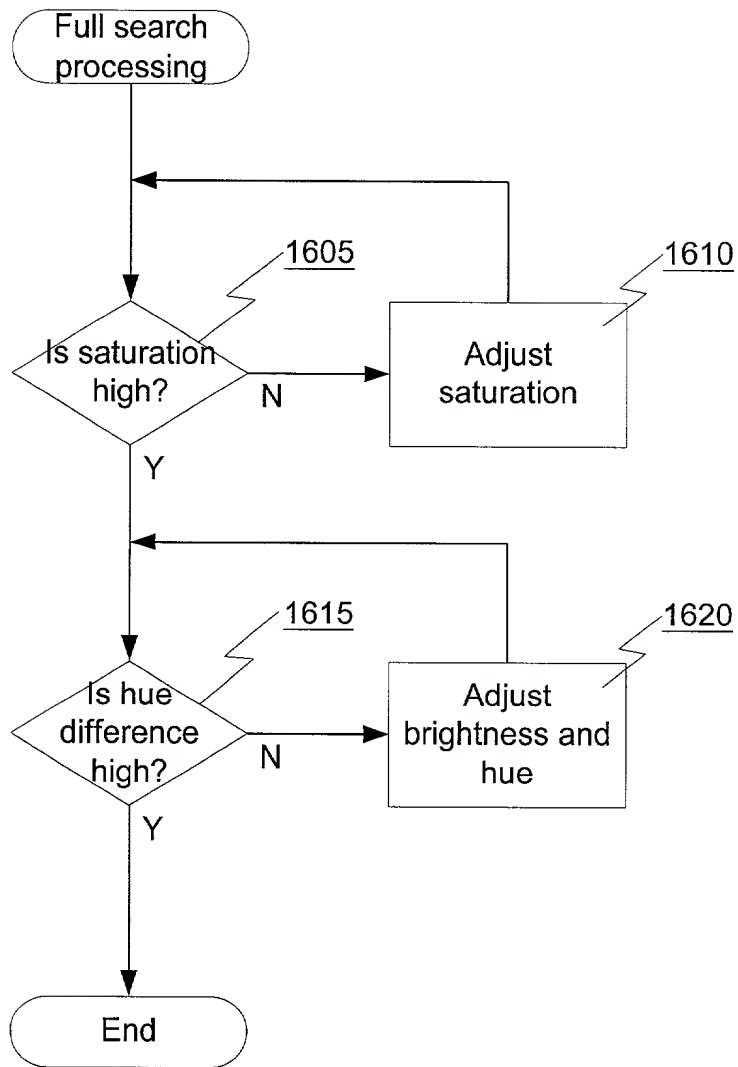 Full search
processing
1605
1610
Is saturation
high?
N
Adjust
saturation
Y
1615
1620
Is hue
difference
high?
N
Adjust
brightness and
hue
Y
End